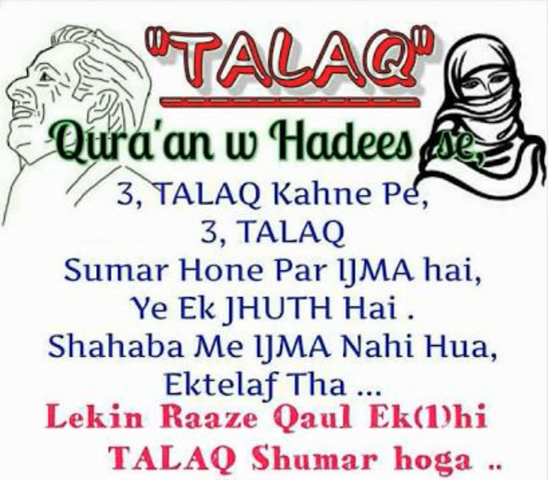 "TALAQ"
Qura'an w Hadees se,
3, TALAQ Kahne Pe,
3, TALAQ
Sumar Hone Par IJMA hai,
Ye Ek JHUTH Hai .
Shahaba Me IJMA Nahi Hua,
Ektelaf Tha ...
Lekin Raaze Qaul Ek(1)hi
TALAQ Shumar hoga ..